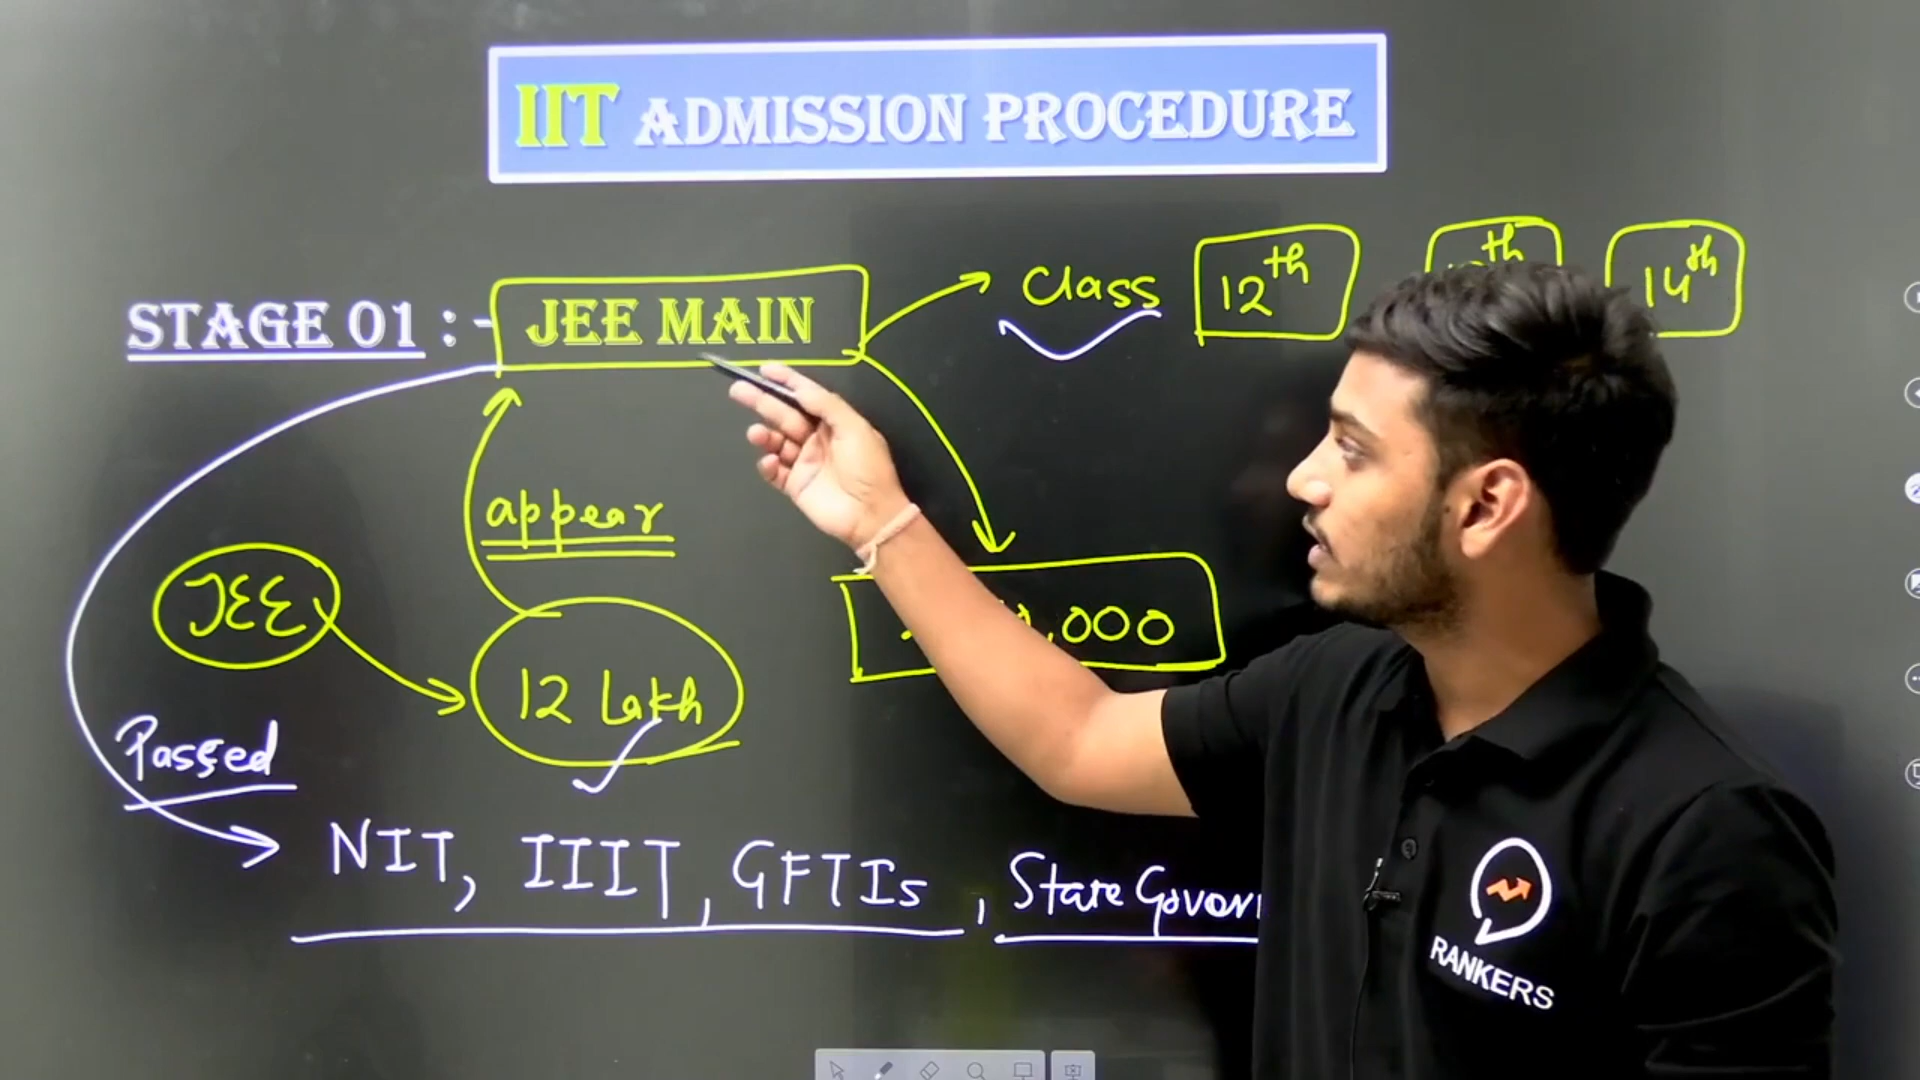 IIT ADMISSION PROCEDURE
STAGE 01 : - JEE MAIN
Class 12th th 14th
appear
JEE
12 Lakh
,000
Passed
NIT, IIIT, GFTIs, State Govern
RANKERS